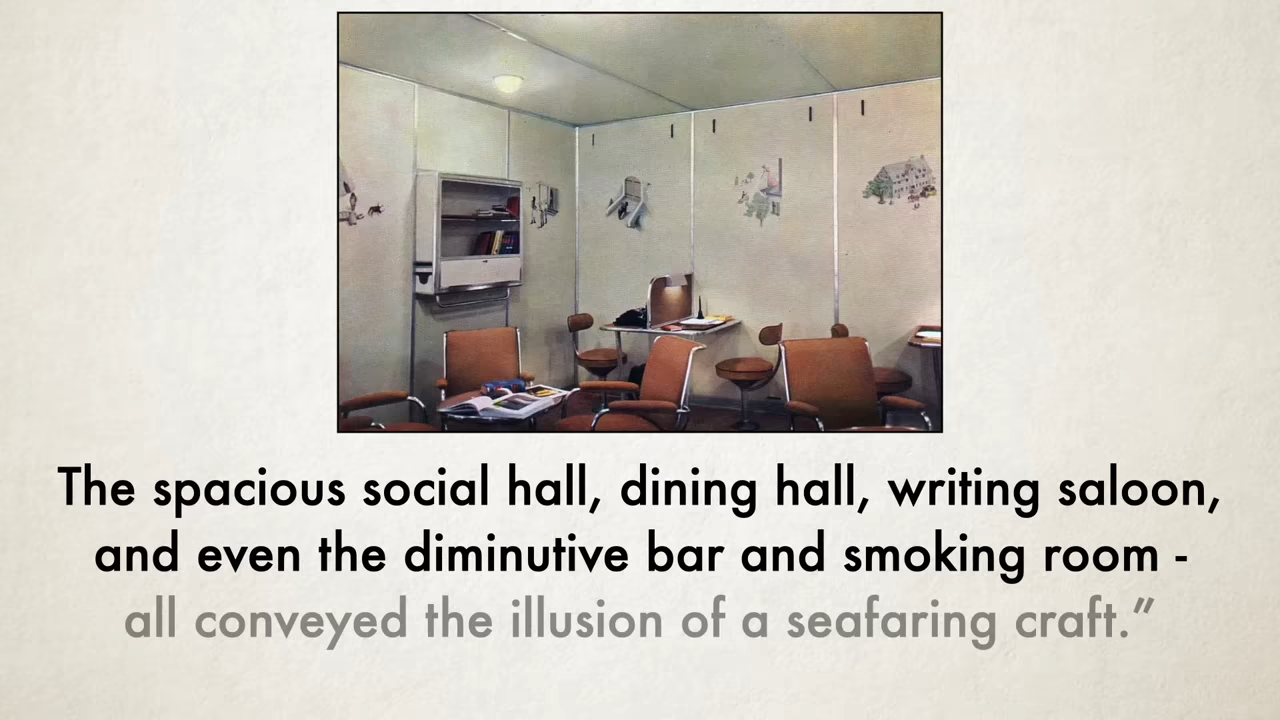 The spacious social hall, dining hall, writing saloon,
and even the diminutive bar and smoking room -
all conveyed the illusion of a seafaring craft.”